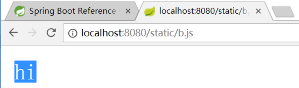 Spring Boot Reference
localhost:8080/static/b
localhost:8080/static/b.js
hi